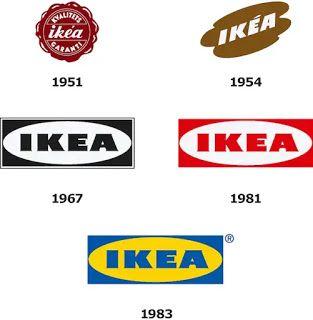 KVALITETS
ikéa
GARANTI
IKÉA
1951
1954
IKEA
IKEA
1967
1981
IKEA®
1983